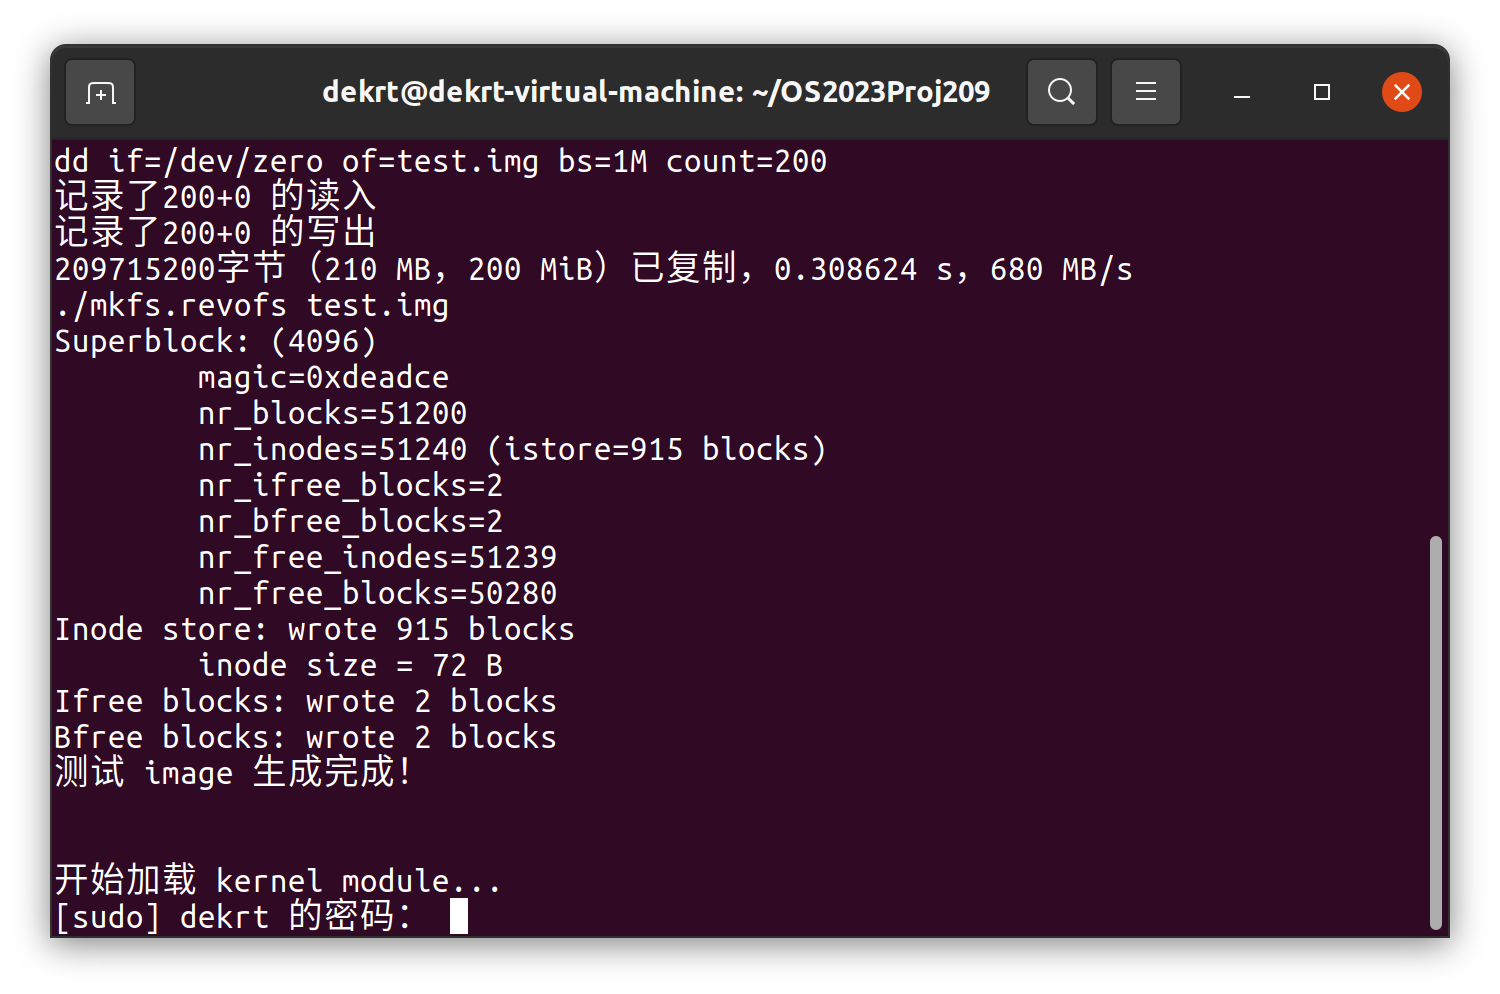 dekrt@dekrt-virtual-machine: ~/OS2023Proj209
dd if=/dev/zero of=test.img bs=1M count=200
记录了200+0 的读入
记录了200+0 的写出
209715200字节（210 MB，200 MiB）已复制，0.308624 s，680 MB/s
./mkfs.revofs test.img
Superblock: (4096)
        magic=0xdeadce
        nr_blocks=51200
        nr_inodes=51240 (istore=915 blocks)
        nr_ifree_blocks=2
        nr_bfree_blocks=2
        nr_free_inodes=51239
        nr_free_blocks=50280
Inode store: wrote 915 blocks
        inode size = 72 B
Ifree blocks: wrote 2 blocks
Bfree blocks: wrote 2 blocks
测试 image 生成完成！
开始加载 kernel module...
[sudo] dekrt 的密码：